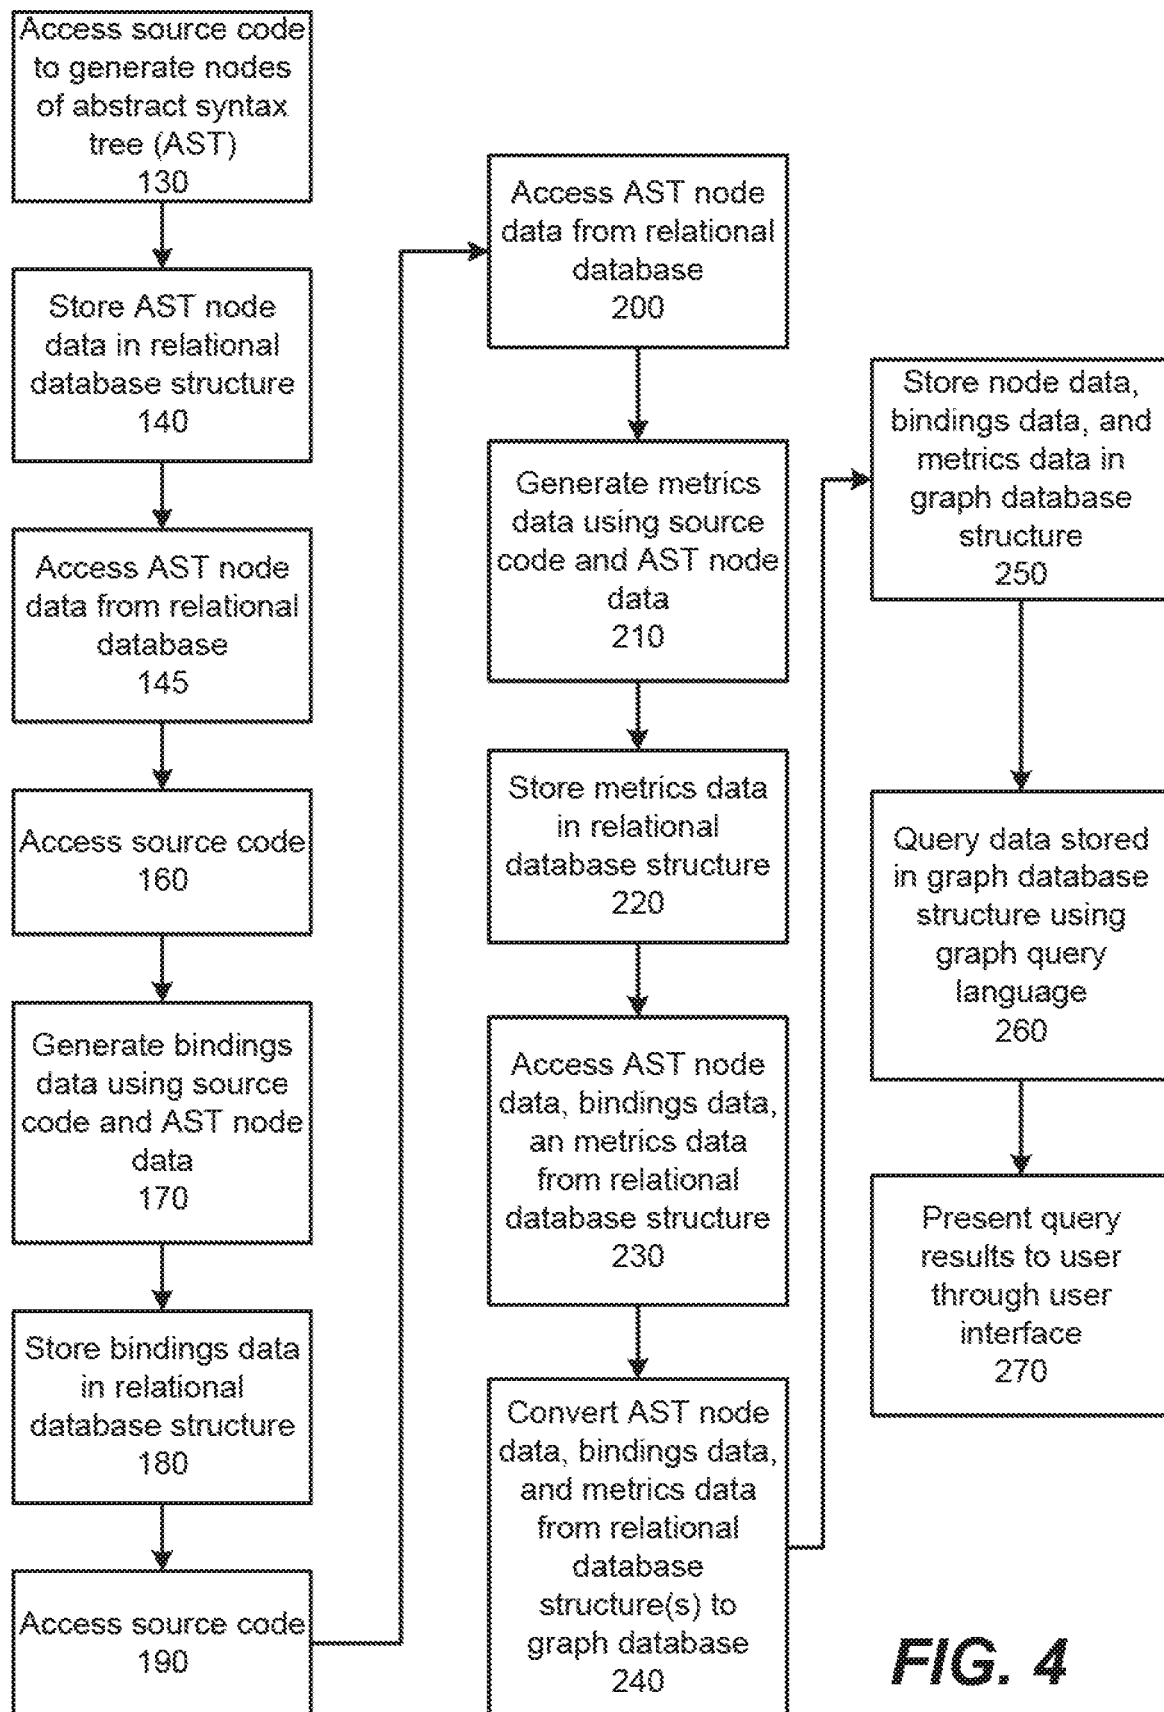 Access source code
to generate nodes
of abstract syntax
tree (AST)
130
Store AST node
data in relational
database structure
140
Access AST node
data from relational
database
145
Access source code
160
Generate bindings
data using source
code and AST node
data
170
Store bindings data
in relational
database structure
180
Access source code
190
Access AST node
data from relational
database
200
Generate metrics
data using source
code and AST node
data
210
Store metrics data
in relational
database structure
220
Access AST node
data, bindings data,
an metrics data
from relational
database structure
230
Convert AST node
data, bindings data,
and metrics data
from relational
database
structure(s) to
graph database
240
Store node data,
bindings data, and
metrics data in
graph database
structure
250
Query data stored
in graph database
structure using
graph query
language
260
Present query
results to user
through user
interface
270
FIG. 4